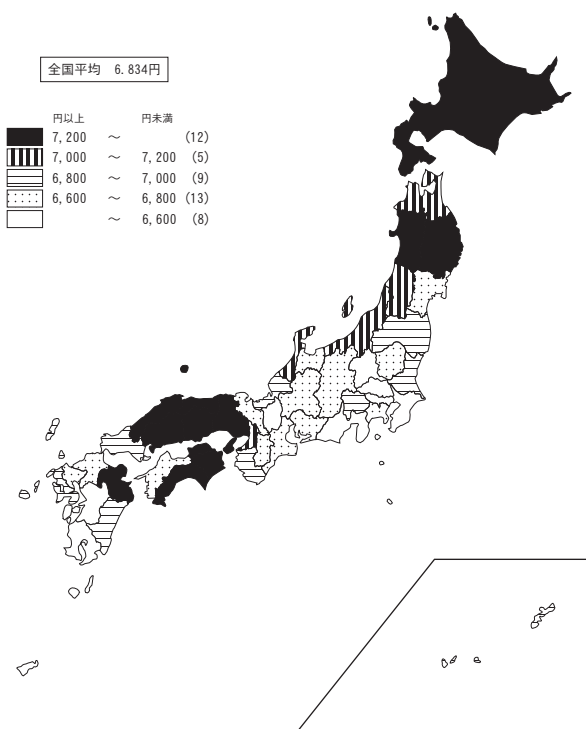 全国平均 6.834円
円以上 円未満
7,200 ～ (12)
7,000 ～ 7,200 (5)
6,800 ～ 7,000 (9)
6,600 ～ 6,800 (13)
～ 6,600 (8)